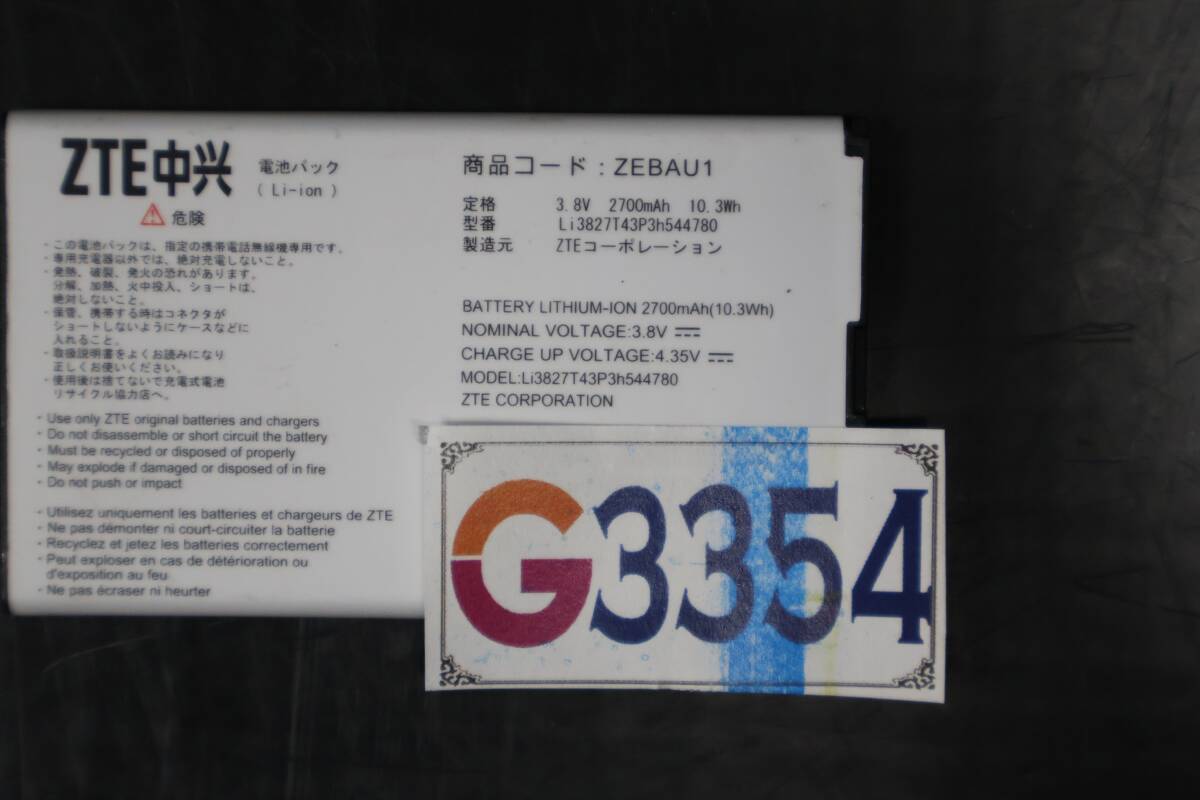 ZTE中兴 電池パック
( Li-ion )
⚠ 危険
・この電池パックは、指定の携帯電話無線機専用です。
・専用充電器以外では、絶対充電しないこと。
・発熱、破裂、発火の恐れがあります。
分解、加熱、火中投入、ショートは、
絶対しないこと。
・保管、携帯する時はコネクタが
ショートしないようにケースなどに
入れること。
・取扱説明書をよくお読みになり
正しくお使いください。
・使用後は捨てないで充電式電池
リサイクル協力店へ。
・Use only ZTE original batteries and chargers
・Do not disassemble or short circuit the battery
・Must be recycled or disposed of properly
・May explode if damaged or disposed of in fire
・Do not push or impact
・Utilisez uniquement les batteries et chargeurs de ZTE
・Ne pas démonter ni court-circuiter la batterie
・Recyclez et jetez les batteries correctement
・Peut exploser en cas de détérioration ou
d'exposition au feu
・Ne pas écraser ni heurter
商品コード：ZEBAU1
定格 3.8V 2700mAh 10.3Wh
型番 Li3827T43P3h544780
製造元 ZTEコーポレーション
BATTERY LITHIUM-ION 2700mAh(10.3Wh)
NOMINAL VOLTAGE:3.8V
CHARGE UP VOLTAGE:4.35V
MODEL:Li3827T43P3h544780
ZTE CORPORATION
G3354